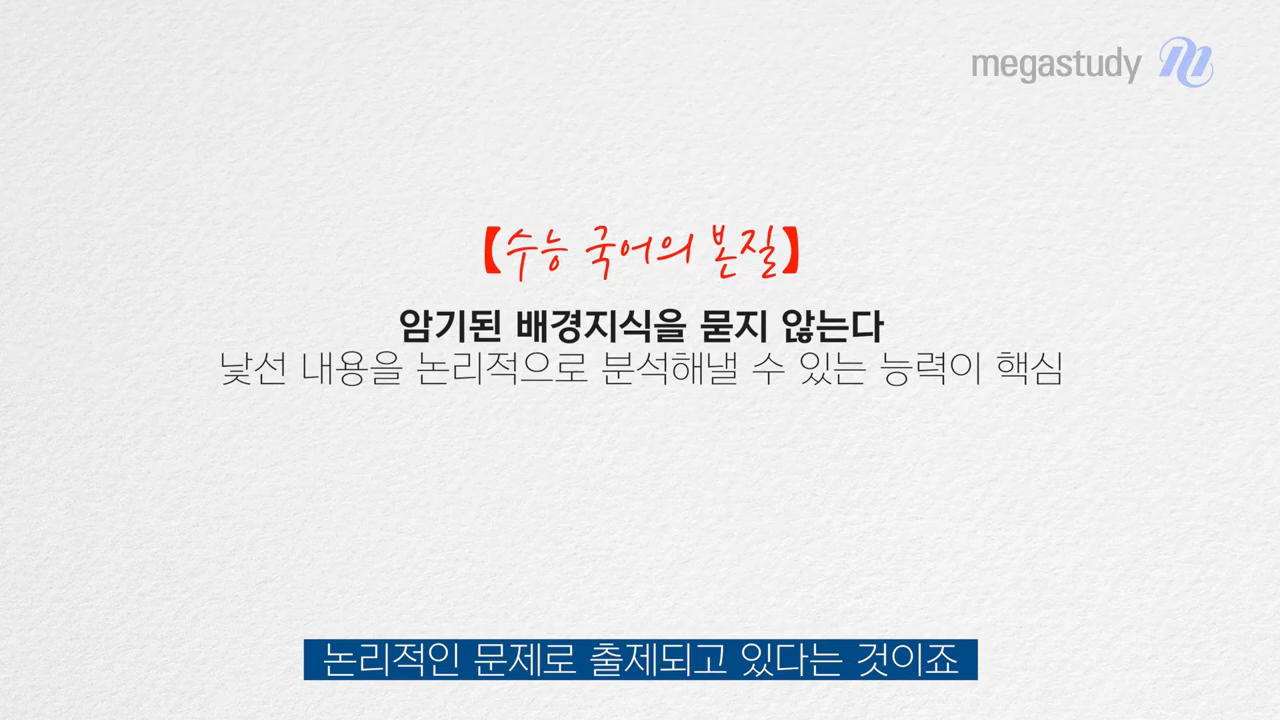 megastudy
【수능 국어의 본질】
암기된 배경지식을 묻지 않는다
낯선 내용을 논리적으로 분석해낼 수 있는 능력이 핵심
논리적인 문제로 출제되고 있다는 것이죠